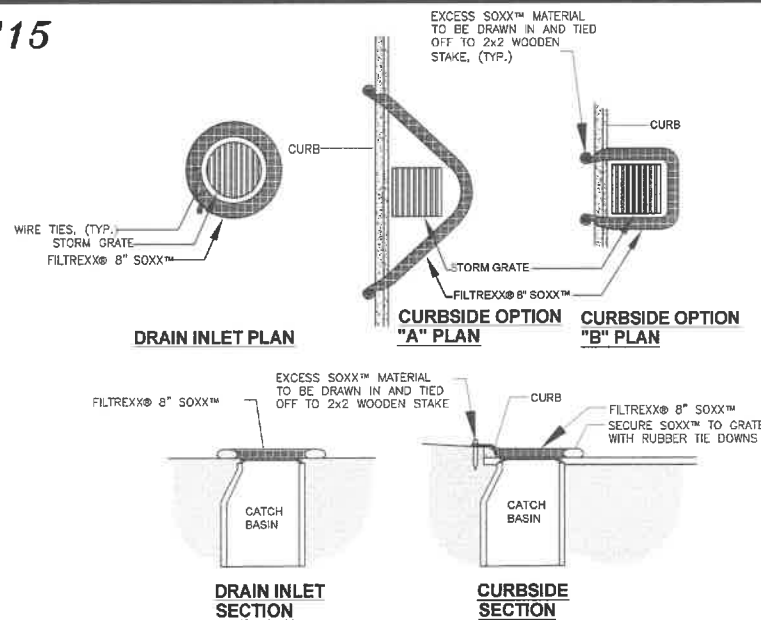 '15
EXCESS SOXX™ MATERIAL
TO BE DRAWN IN AND TIED
OFF TO 2x2 WOODEN
STAKE, (TYP.)
CURB
CURB
WIRE TIES, (TYP.)
STORM GRATE
FILTREXX® 8" SOXX™
STORM GRATE
FILTREXX® 8" SOXX™
DRAIN INLET PLAN
CURBSIDE OPTION
"A" PLAN
CURBSIDE OPTION
"B" PLAN
FILTREXX® 8" SOXX™
EXCESS SOXX™ MATERIAL
TO BE DRAWN IN AND TIED
OFF TO 2x2 WOODEN STAKE
CURB
FILTREXX® 8" SOXX™
SECURE SOXX™ TO GRATE
WITH RUBBER TIE DOWNS
CATCH
BASIN
CATCH
BASIN
DRAIN INLET
SECTION
CURBSIDE
SECTION